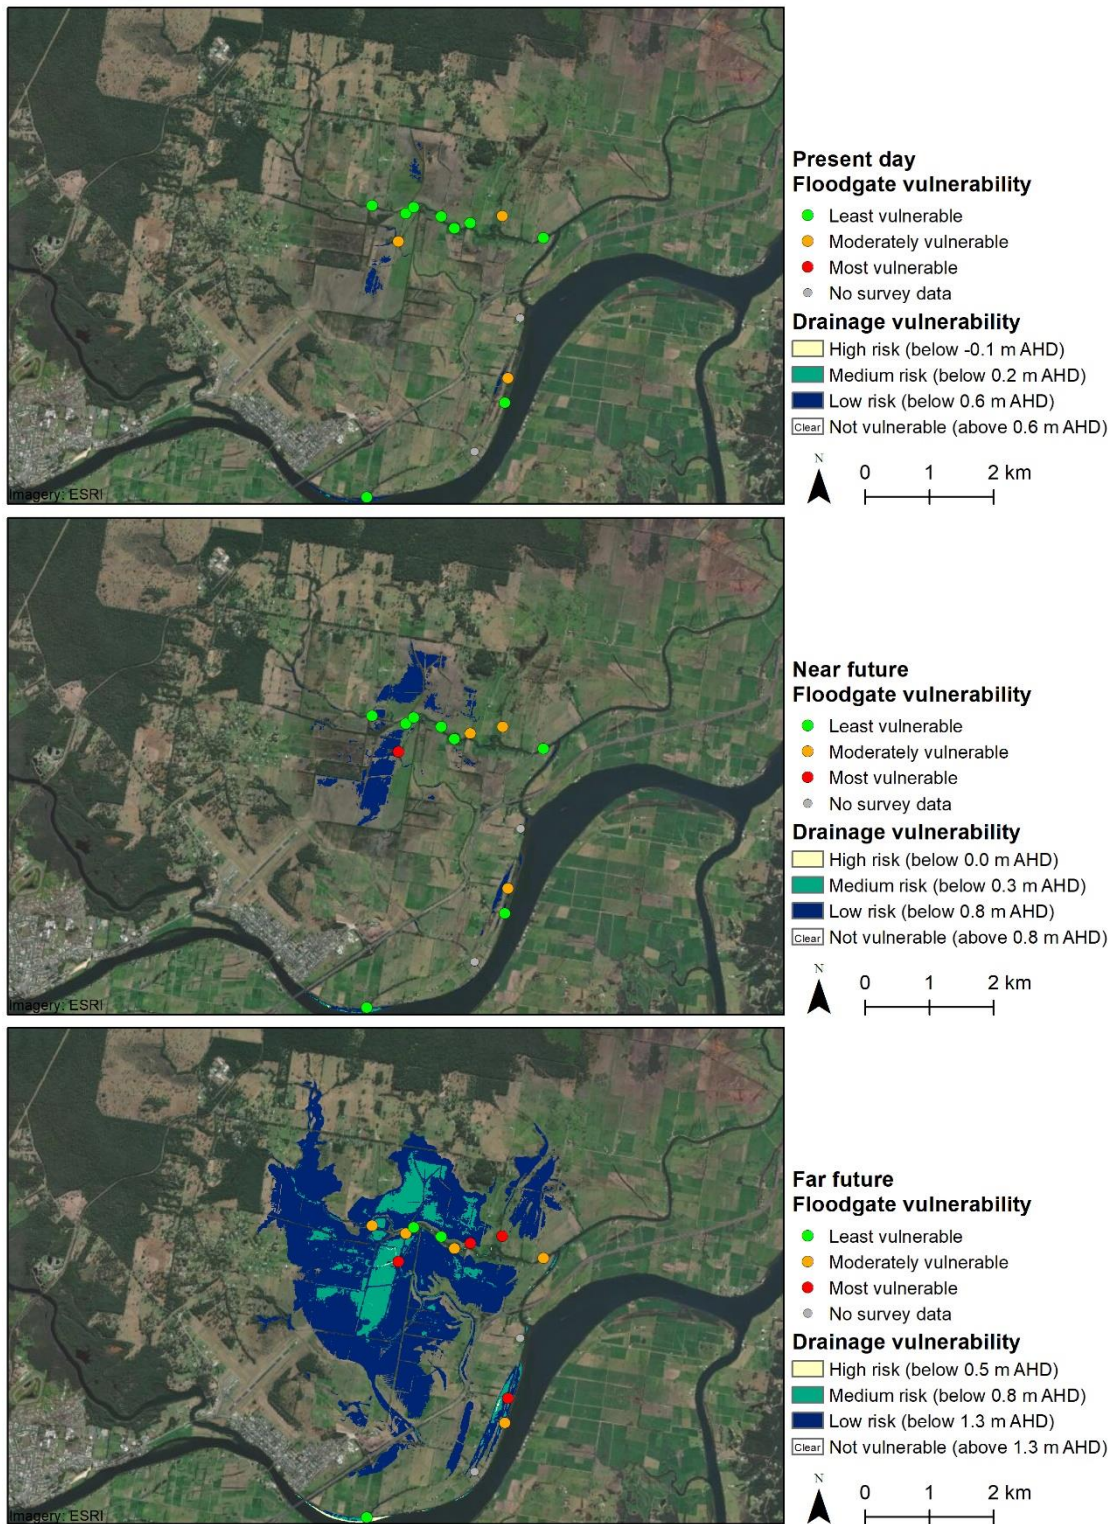 Present day
Floodgate vulnerability
Least vulnerable
Moderately vulnerable
Most vulnerable
No survey data
Drainage vulnerability
High risk (below -0.1 m AHD)
Medium risk (below 0.2 m AHD)
Low risk (below 0.6 m AHD)
Clear Not vulnerable (above 0.6 m AHD)
N
0 1 2 km
Imagery: ESRI
Near future
Floodgate vulnerability
Least vulnerable
Moderately vulnerable
Most vulnerable
No survey data
Drainage vulnerability
High risk (below 0.0 m AHD)
Medium risk (below 0.3 m AHD)
Low risk (below 0.8 m AHD)
Clear Not vulnerable (above 0.8 m AHD)
N
0 1 2 km
Imagery: ESRI
Far future
Floodgate vulnerability
Least vulnerable
Moderately vulnerable
Most vulnerable
No survey data
Drainage vulnerability
High risk (below 0.5 m AHD)
Medium risk (below 0.8 m AHD)
Low risk (below 1.3 m AHD)
Clear Not vulnerable (above 1.3 m AHD)
N
0 1 2 km
Imagery: ESRI